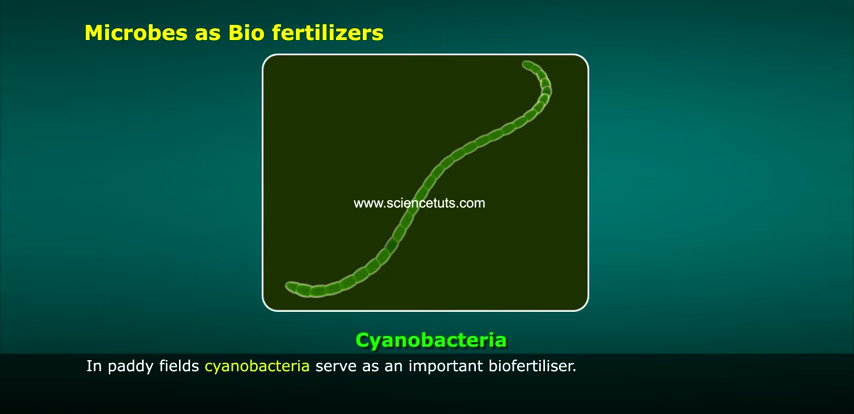 Microbes as Bio fertilizers
www.sciencetuts.com
Cyanobacteria
In paddy fields cyanobacteria serve as an important biofertiliser.